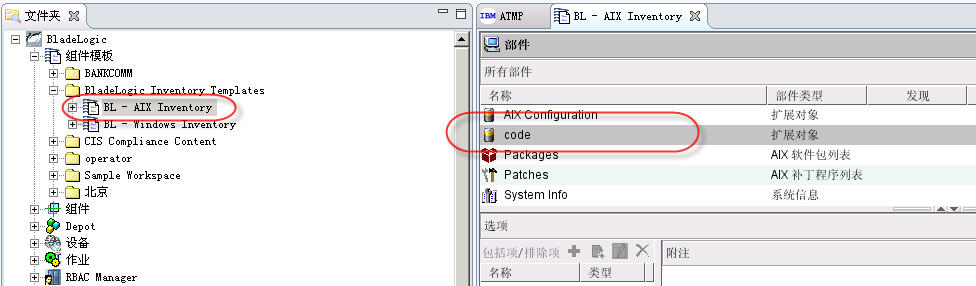 文件夹
BladeLogic
组件模板
BANKCOMM
BladeLogic Inventory Templates
BL - AIX Inventory
BL - Windows Inventory
CIS Compliance Content
operator
Sample Workspace
北京
组件
Depot
设备
作业
RBAC Manager
IBM ATMP
BL - AIX Inventory
部件
所有部件
名称 部件类型 发现
AIX Configuration 扩展对象
code 扩展对象
Packages AIX 软件包列表
Patches AIX 补丁程序列表
System Info 系统信息
选项
包括项/排除项
附注
名称 类型